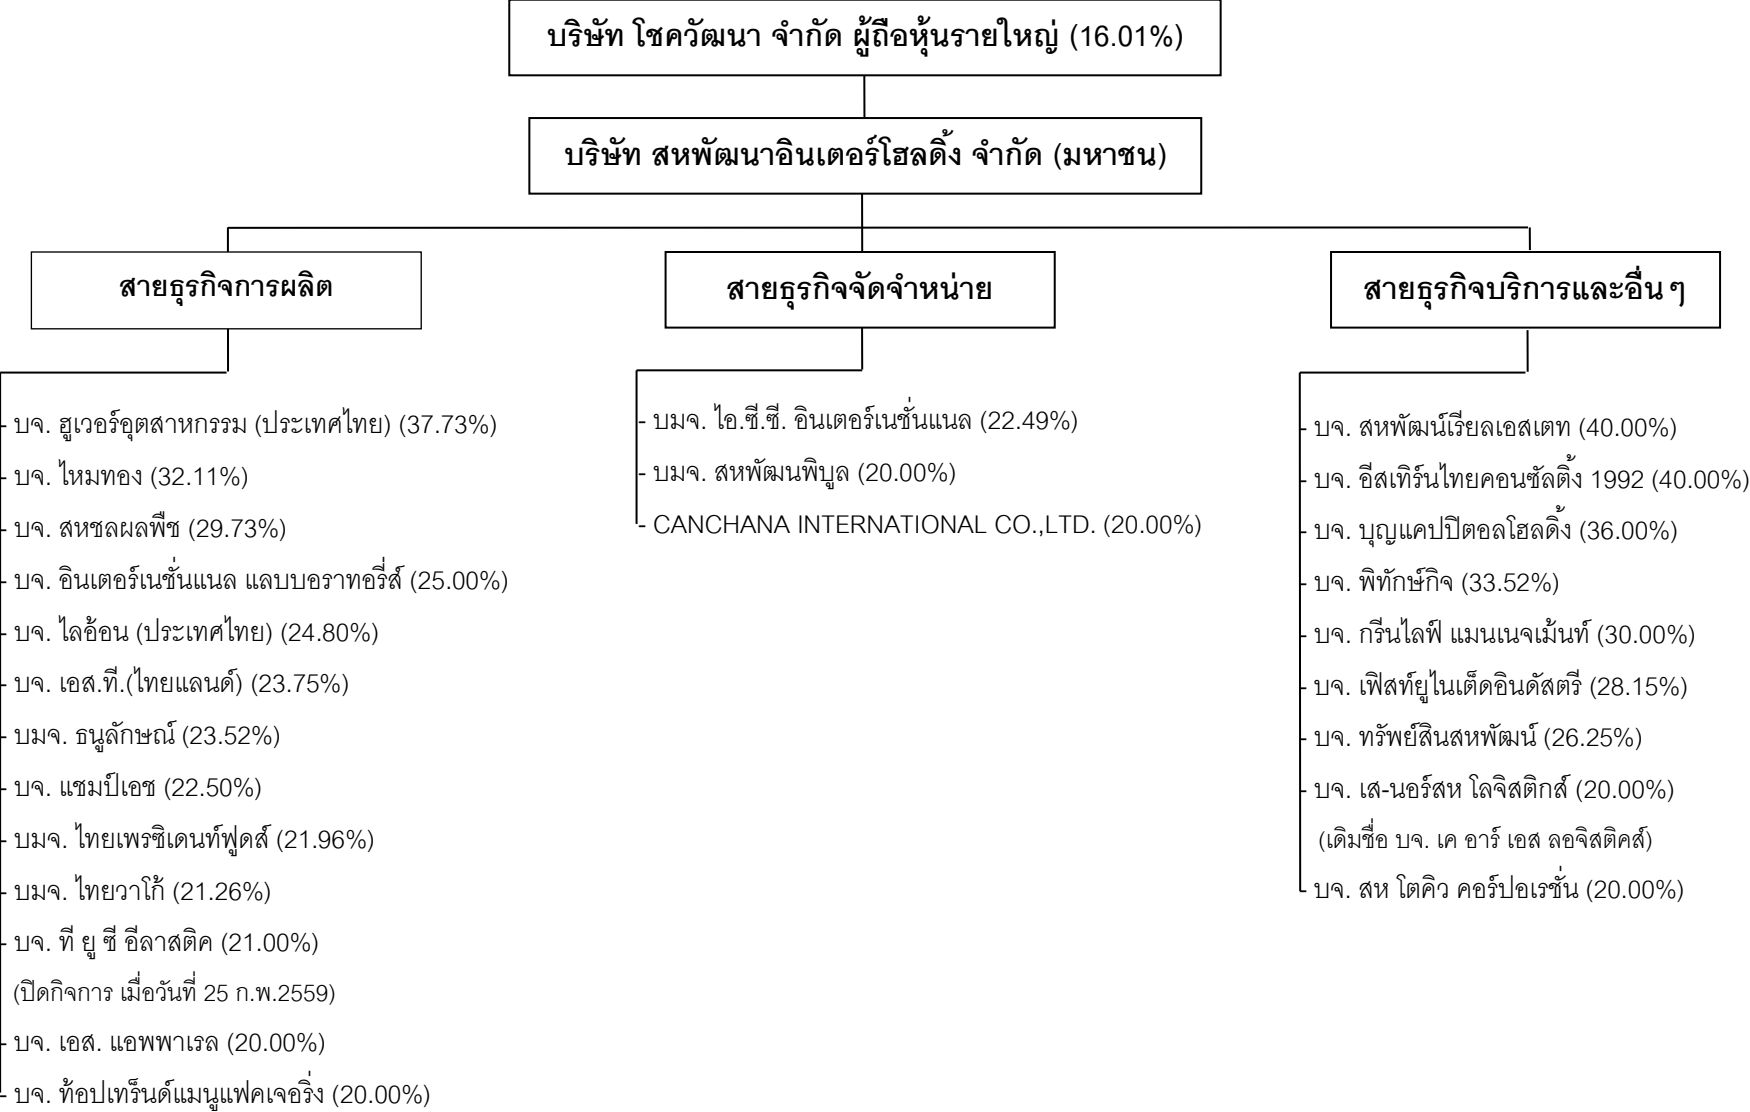 บริษัท โชควัฒนา จำกัด ผู้ถือหุ้นรายใหญ่ (16.01%)
บริษัท สหพัฒนาอินเตอร์โฮลดิ้ง จำกัด (มหาชน)
สายธุรกิจการผลิต
- บจ. ฮูเวอร์อุตสาหกรรม (ประเทศไทย) (37.73%)
- บจ. ไหมทอง (32.11%)
- บจ. สหชลผลพืช (29.73%)
- บจ. อินเตอร์เนชั่นแนล แลบบอราทอรี่ส์ (25.00%)
- บจ. ไลอ้อน (ประเทศไทย) (24.80%)
- บจ. เอส.ที.(ไทยแลนด์) (23.75%)
- บมจ. ธนูลักษณ์ (23.52%)
- บจ. แชมป์เอช (22.50%)
- บมจ. ไทยเพรซิเดนท์ฟูดส์ (21.96%)
- บมจ. ไทยวาโก้ (21.26%)
- บจ. ที ยู ซี อีลาสติค (21.00%)
(ปิดกิจการ เมื่อวันที่ 25 ก.พ.2559)
- บจ. เอส. แอพพาเรล (20.00%)
- บจ. ท้อปเทร็นด์แมนูแฟคเจอริ่ง (20.00%)
สายธุรกิจจัดจำหน่าย
- บมจ. ไอ.ซี.ซี. อินเตอร์เนชั่นแนล (22.49%)
- บมจ. สหพัฒนพิบูล (20.00%)
- CANCHANA INTERNATIONAL CO.,LTD. (20.00%)
สายธุรกิจบริการและอื่น ๆ
- บจ. สหพัฒน์เรียลเอสเตท (40.00%)
- บจ. อีสเทิร์นไทยคอนซัลติ้ง 1992 (40.00%)
- บจ. บุญแคปปิตอลโฮลดิ้ง (36.00%)
- บจ. พิทักษ์กิจ (33.52%)
- บจ. กรีนไลฟ์ แมนเนจเม้นท์ (30.00%)
- บจ. เฟิสท์ยูไนเต็ดอินดัสตรี (28.15%)
- บจ. ทรัพย์สินสหพัฒน์ (26.25%)
- บจ. เส-นอร์สห โลจิสติกส์ (20.00%)
(เดิมชื่อ บจ. เค อาร์ เอส ลอจิสติคส์)
- บจ. สห โตคิว คอร์ปอเรชั่น (20.00%)